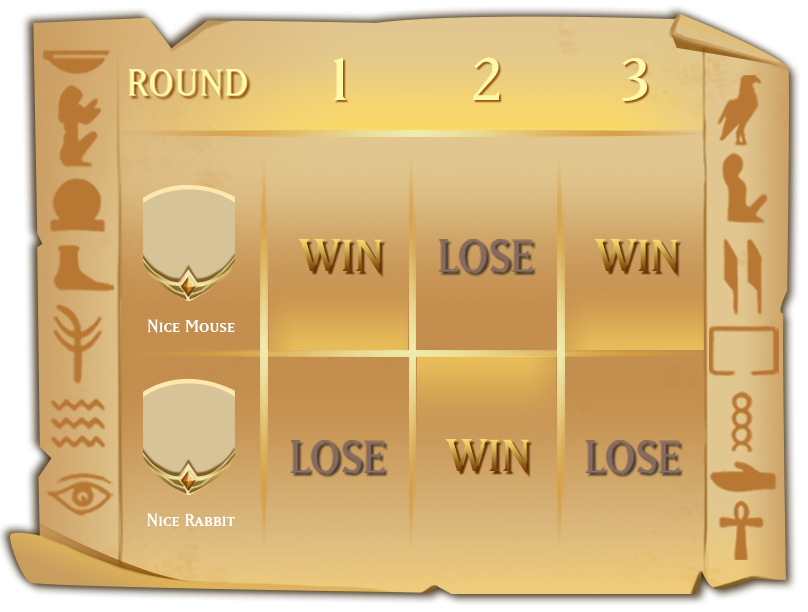 ROUND 1 2 3
WIN LOSE WIN
Nice Mouse
LOSE WIN LOSE
Nice Rabbit